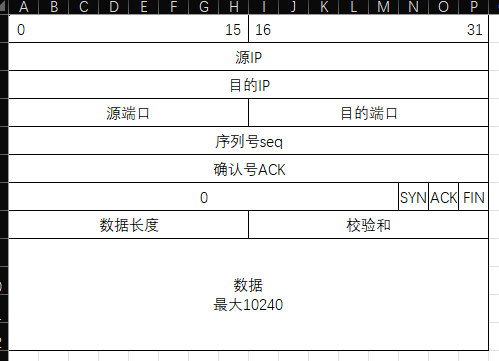 A B C D E F G H I J K L M N O P
0 15 16 31
源IP
目的IP
源端口 目的端口
序列号seq
确认号ACK
0 SYN ACK FIN
数据长度 校验和
数据
最大10240